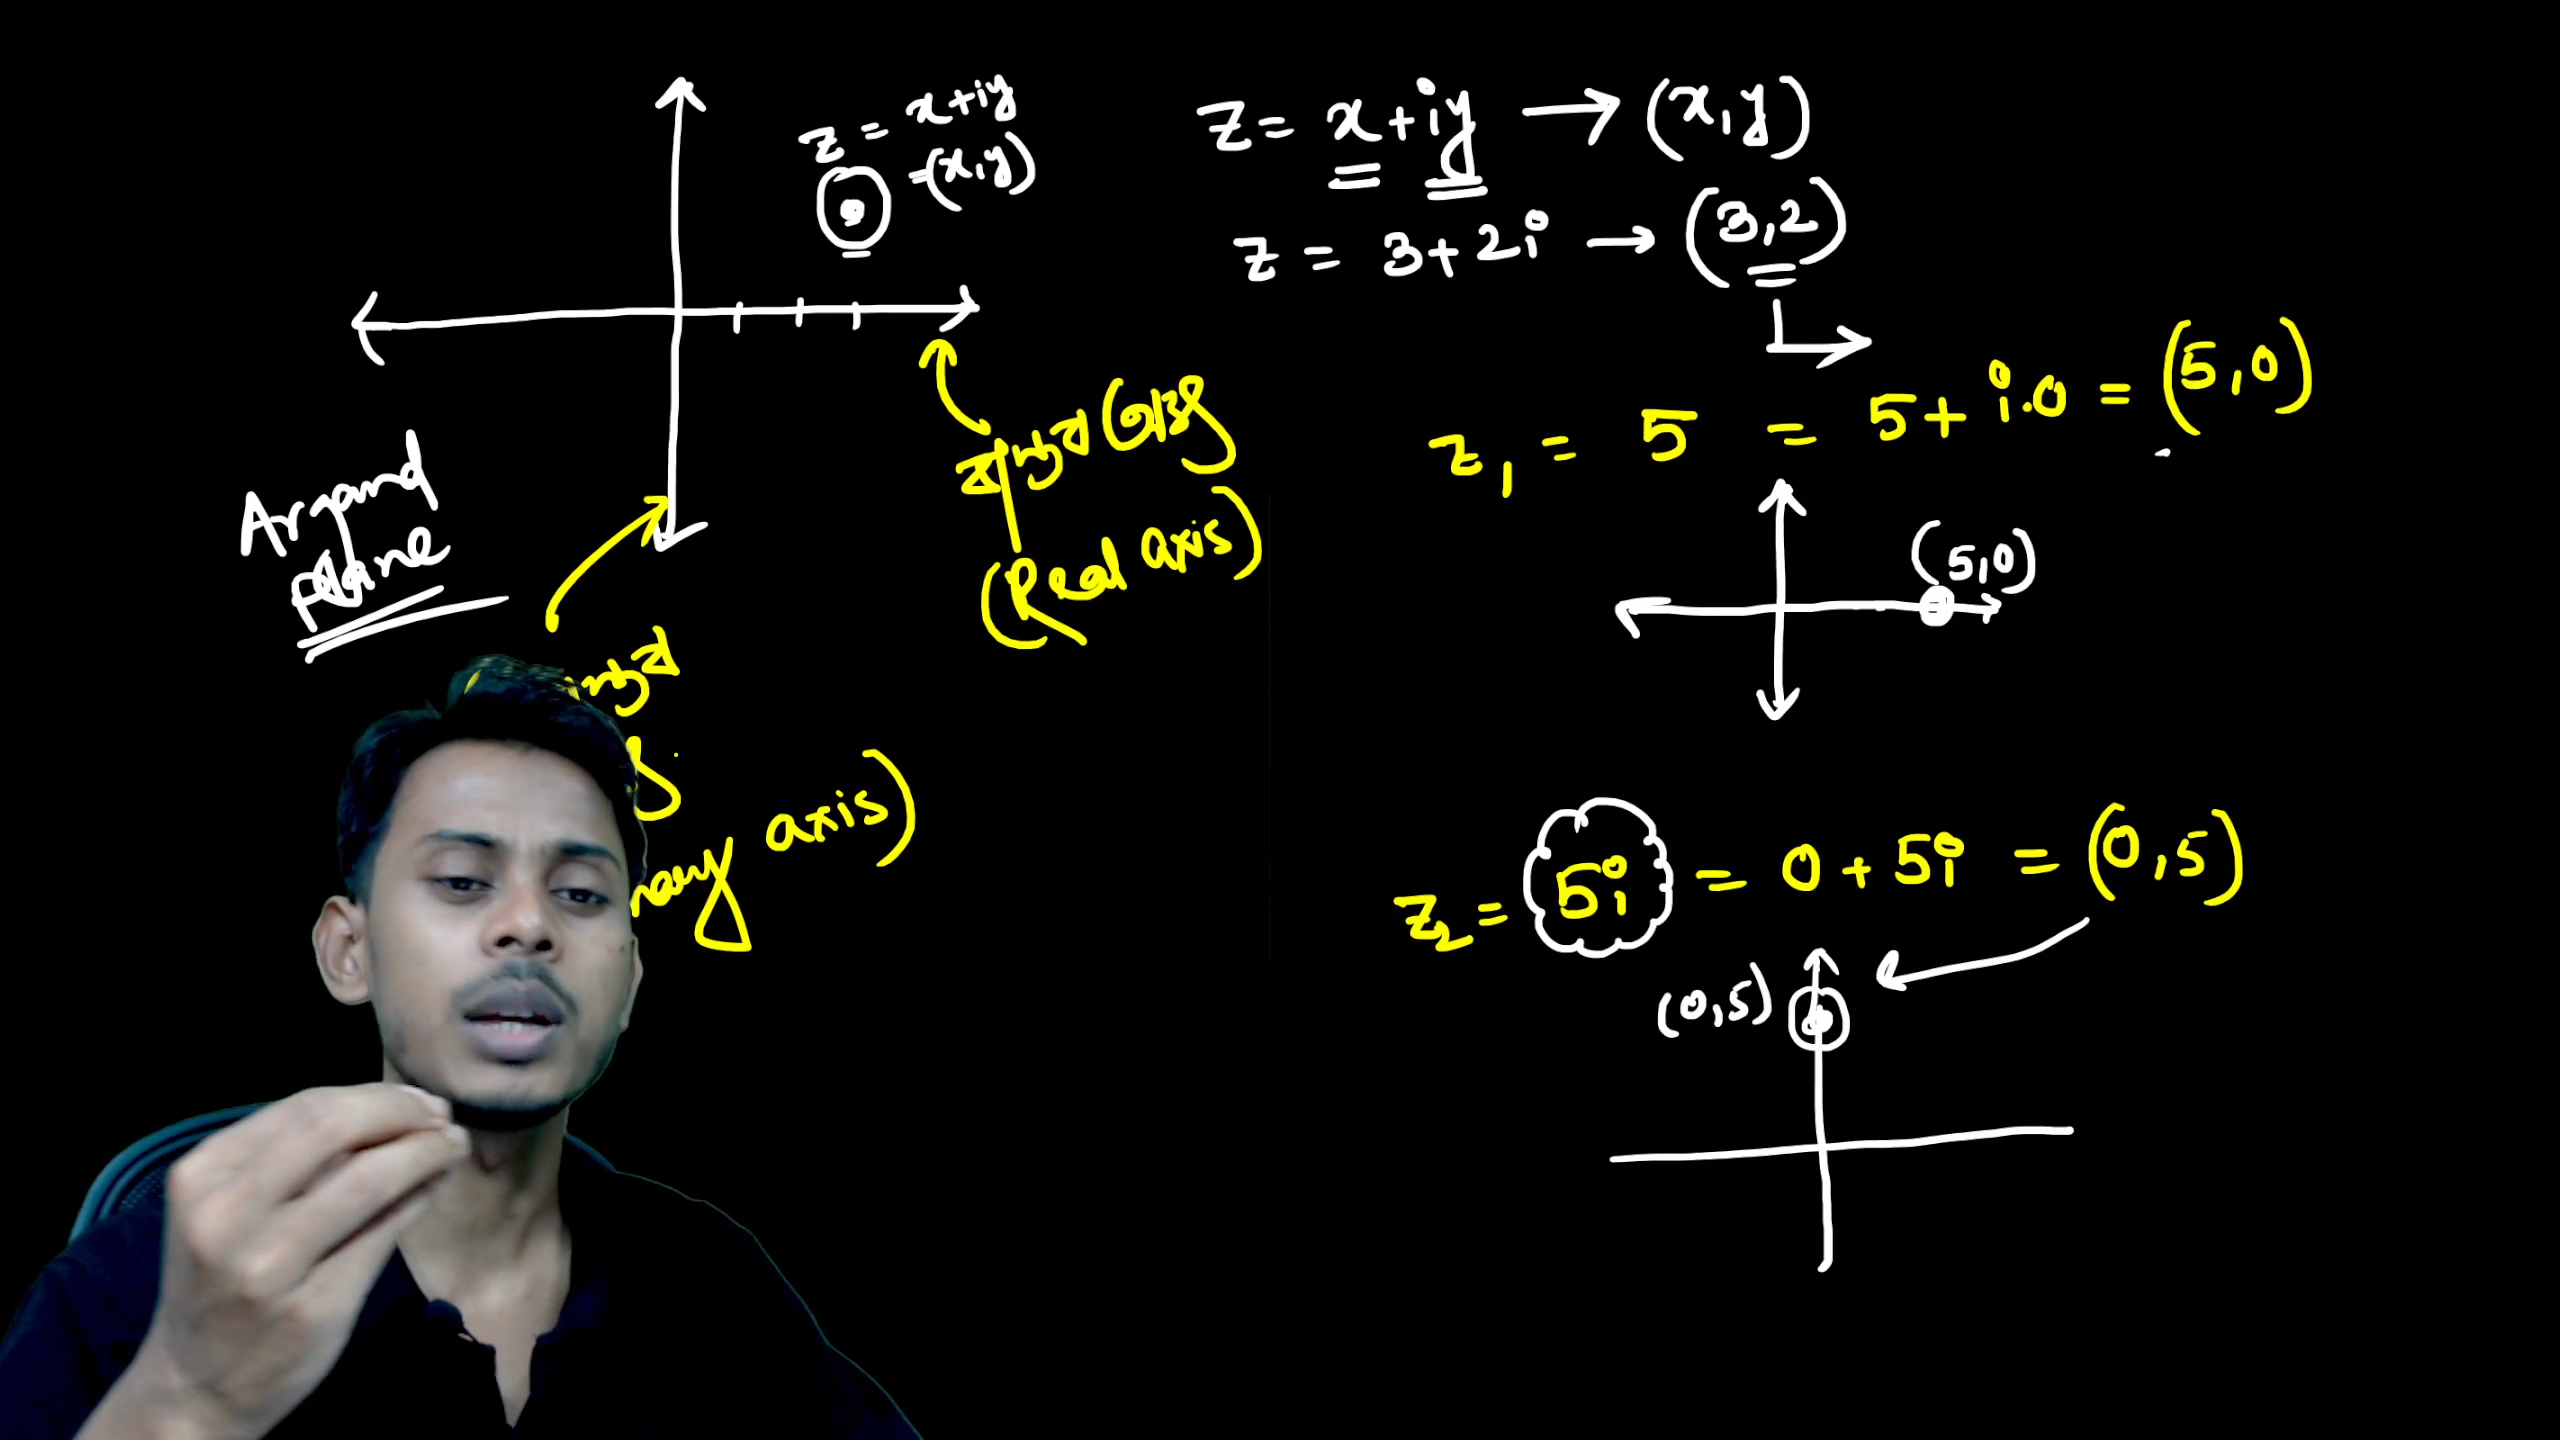 z = x+iy
=(x,y)
Argand
Plane
বাস্তব অক্ষ
(Real axis)
axis)
z = x+iy → (x,y)
z = 3+2i → (3,2)
z₁ = 5 = 5+i.0 = (5,0)
(5,0)
z₂ = 5i = 0+5i = (0,5)
(0,5)